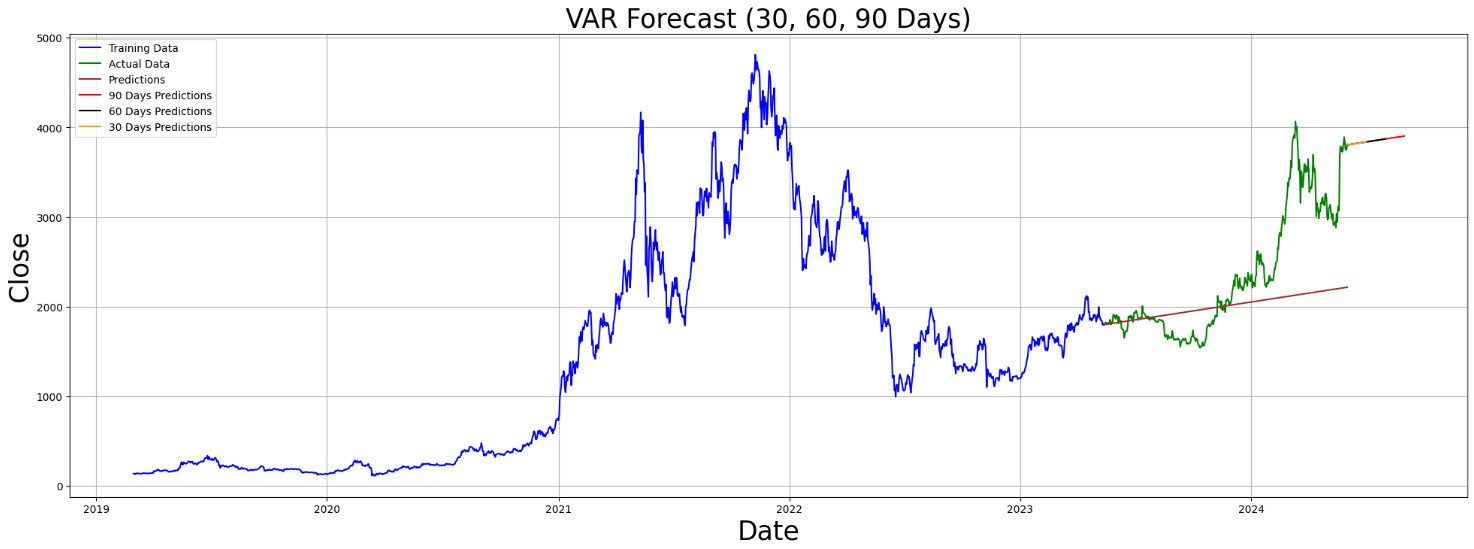 VAR Forecast (30, 60, 90 Days)
Training Data
Actual Data
Predictions
90 Days Predictions
60 Days Predictions
30 Days Predictions
Close
5000
4000
3000
2000
1000
0
2019 2020 2021 2022 2023 2024
Date